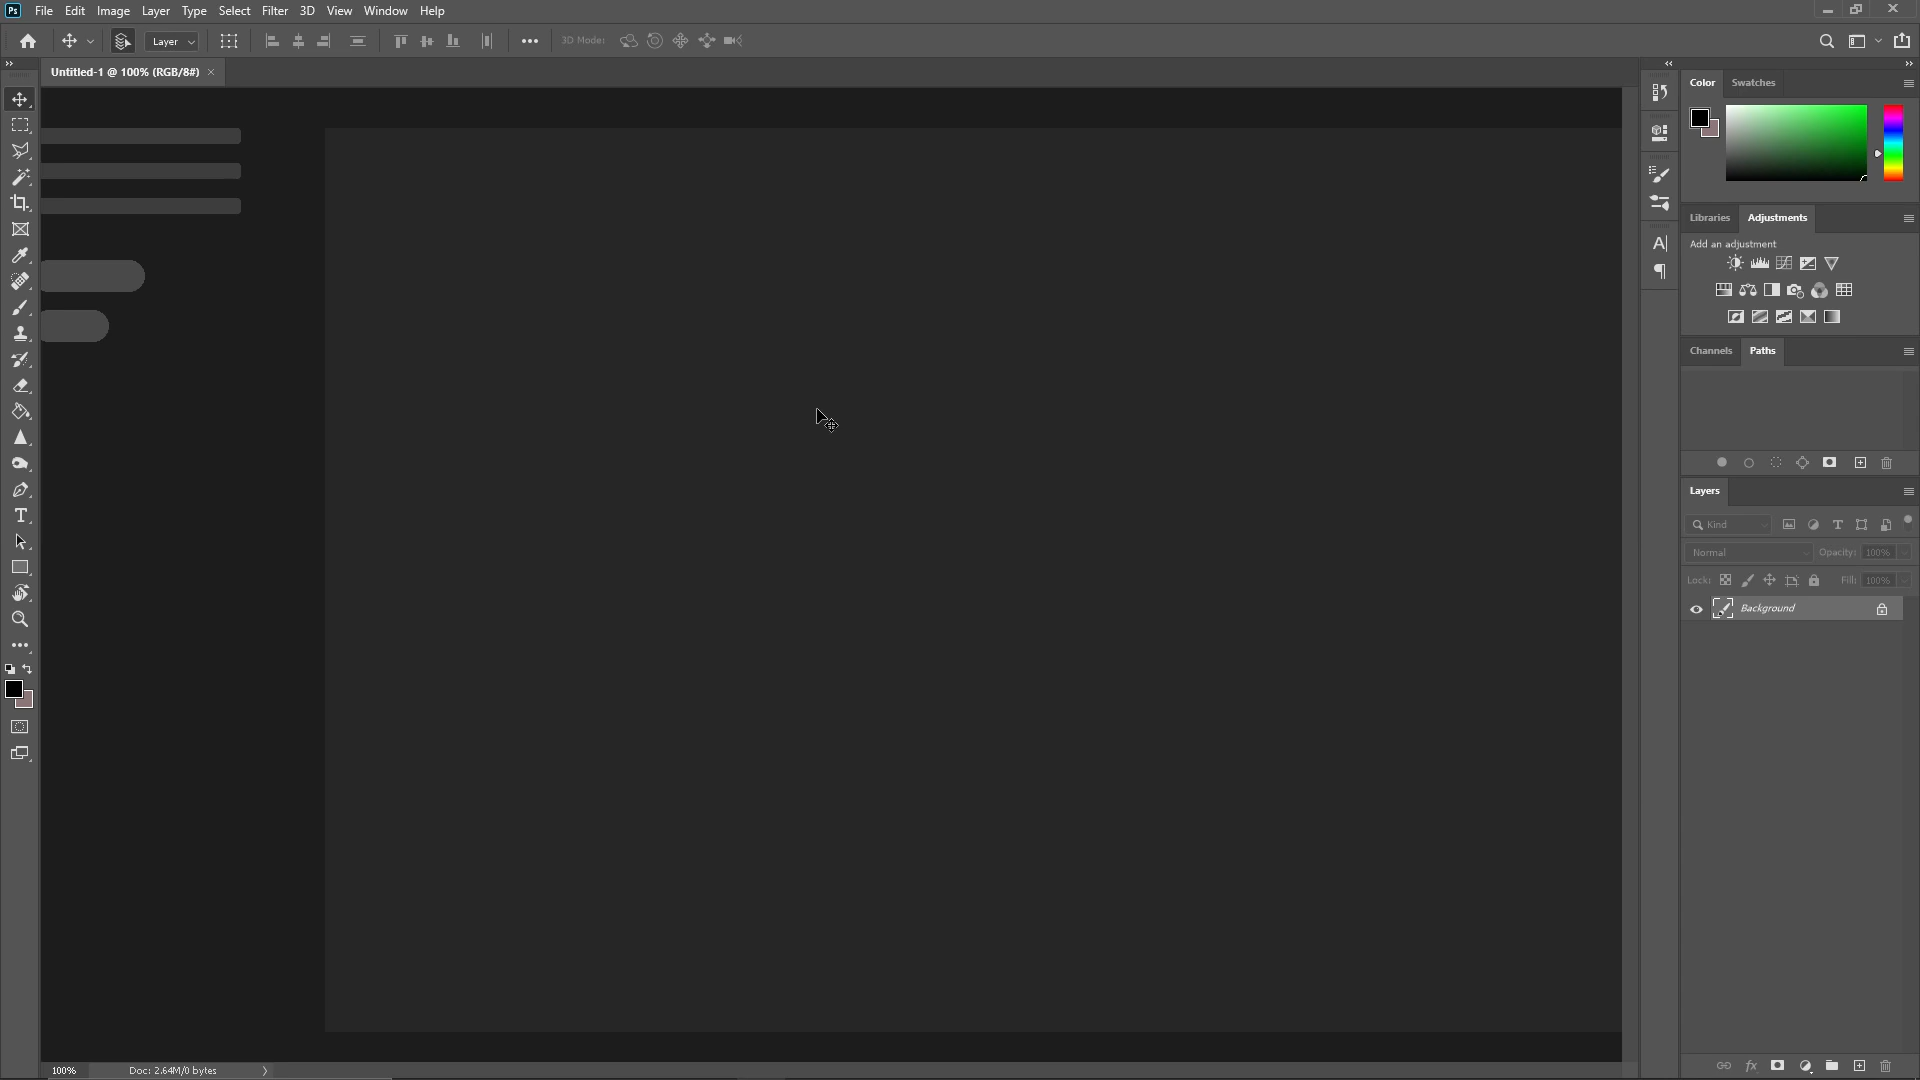 Ps File Edit Image Layer Type Select Filter 3D View Window Help
Layer 3D Mode:
Untitled-1 @ 100% (RGB/8#)
Color Swatches
Libraries Adjustments
Add an adjustment
Channels Paths
Layers
Kind
Normal Opacity: 100%
Lock: Fill: 100%
Background
100% Doc: 2.64M/0 bytes